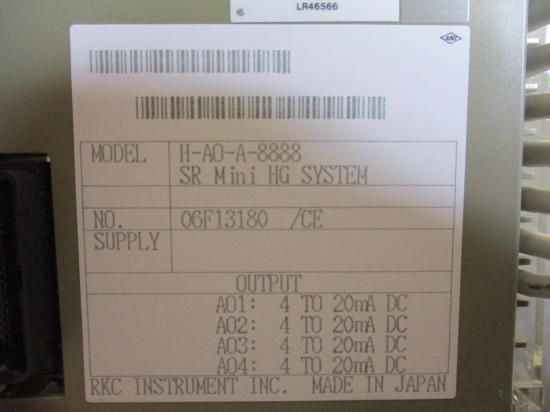 LR46566
MODEL H-AO-A-8888
SR Mini HG SYSTEM
NO. 06F13180 /CE
SUPPLY
OUTPUT
AO1: 4 TO 20mA DC
AO2: 4 TO 20mA DC
AO3: 4 TO 20mA DC
AO4: 4 TO 20mA DC
RKC INSTRUMENT INC. MADE IN JAPAN